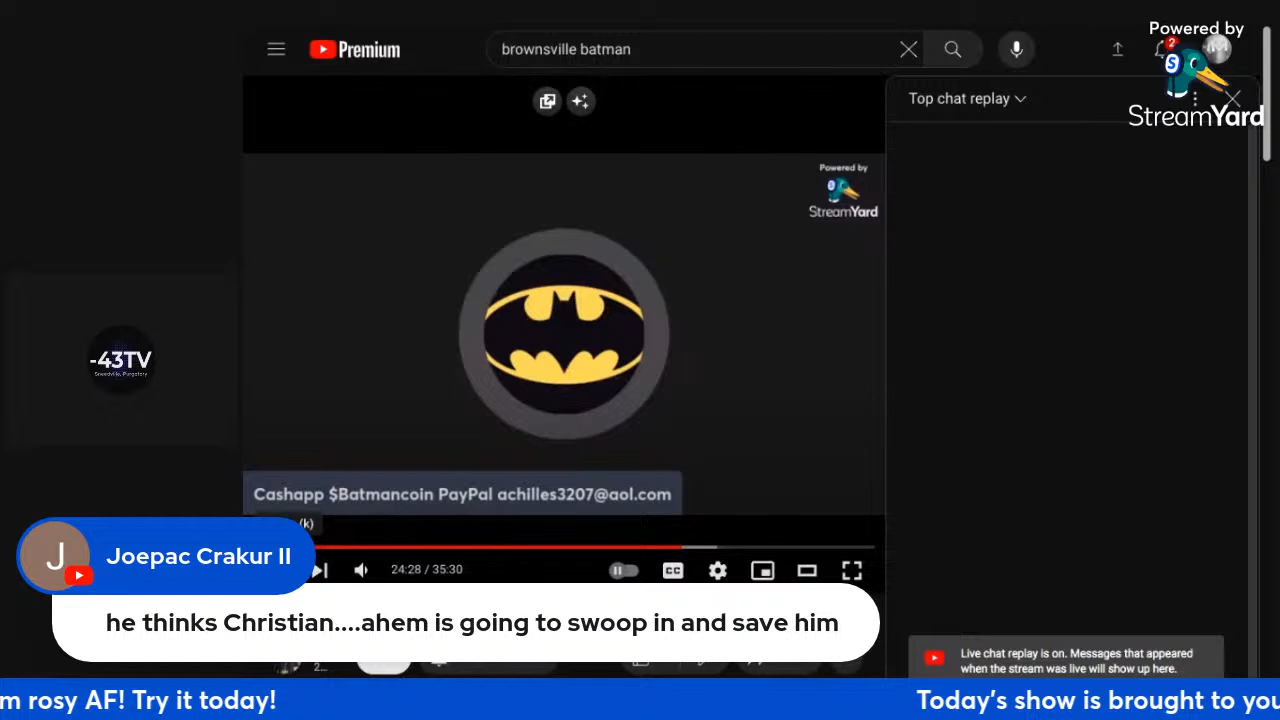 Powered by
StreamYard
Premium
brownsville batman
2
Top chat replay
Powered by
StreamYard
-43TV
Cashapp $Batmancoin PayPal achilles3207@aol.com
(k)
J
Joepac Crakur II
24:28 / 35:30
CC
he thinks Christian....ahem is going to swoop in and save him
Live chat replay is on. Messages that appeared
when the stream was live will show up here.
2...
m rosy AF! Try it today!
Today's show is brought to you